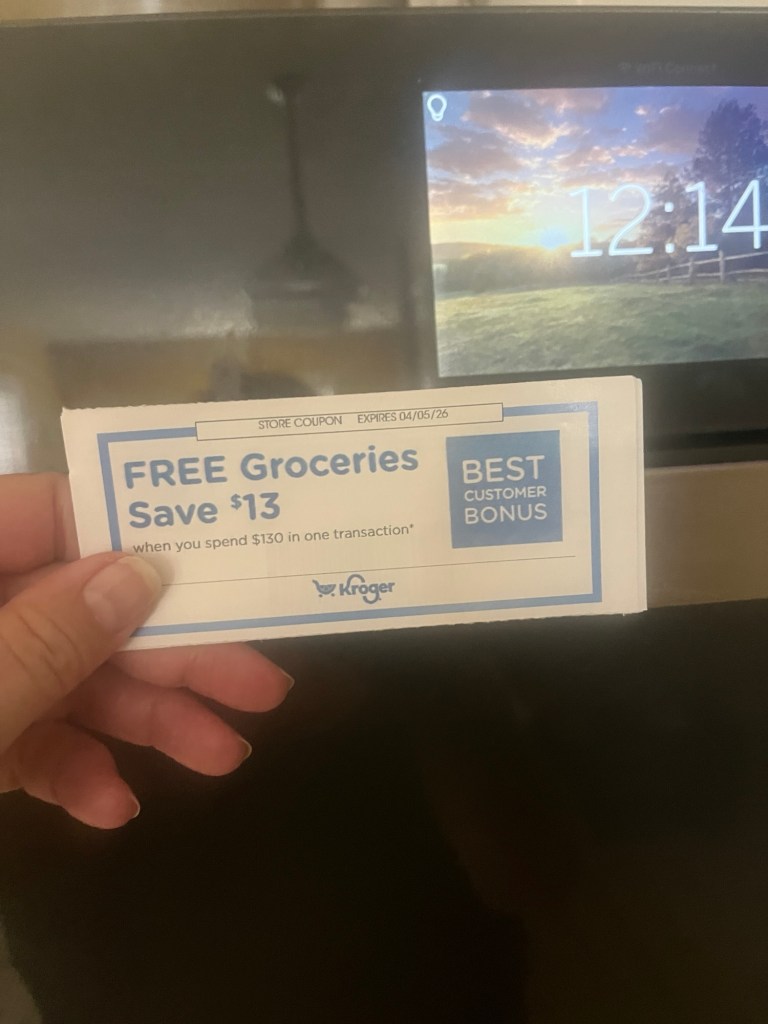 12:14
STORE COUPON EXPIRES 04/05/26
FREE Groceries
Save $13
when you spend $130 in one transaction*
BEST
CUSTOMER
BONUS
Kroger